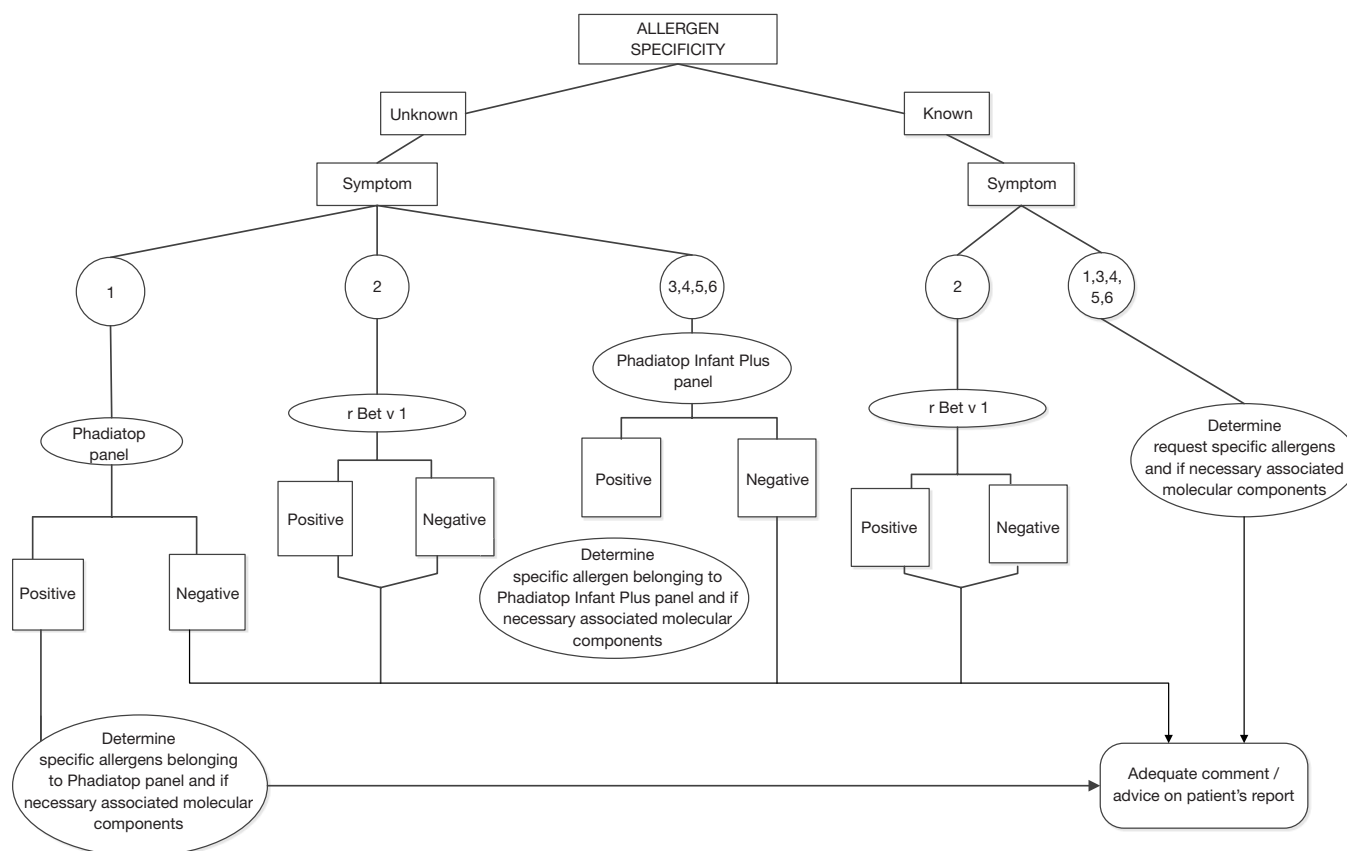 ALLERGEN
SPECIFICITY
Unknown
Known
Symptom
Symptom
1
2
3,4,5,6
2
1,3,4,
5,6
Phadiatop Infant Plus
panel
r Bet v 1
r Bet v 1
Phadiatop
panel
Determine
request specific allergens
and if necessary associated
molecular components
Positive
Negative
Positive
Negative
Positive
Negative
Positive
Negative
Determine
specific allergen belonging to
Phadiatop Infant Plus panel and if
necessary associated molecular
components
Determine
specific allergens belonging
to Phadiatop panel and if
necessary associated molecular
components
Adequate comment /
advice on patient's report